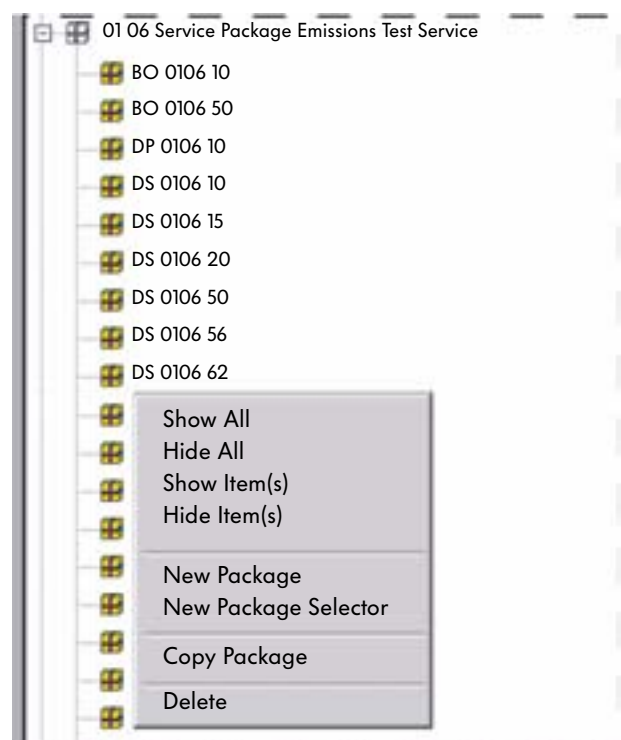 01 06 Service Package Emissions Test Service
BO 0106 10
BO 0106 50
DP 0106 10
DS 0106 10
DS 0106 15
DS 0106 20
DS 0106 50
DS 0106 56
DS 0106 62
Show All
Hide All
Show Item(s)
Hide Item(s)
New Package
New Package Selector
Copy Package
Delete